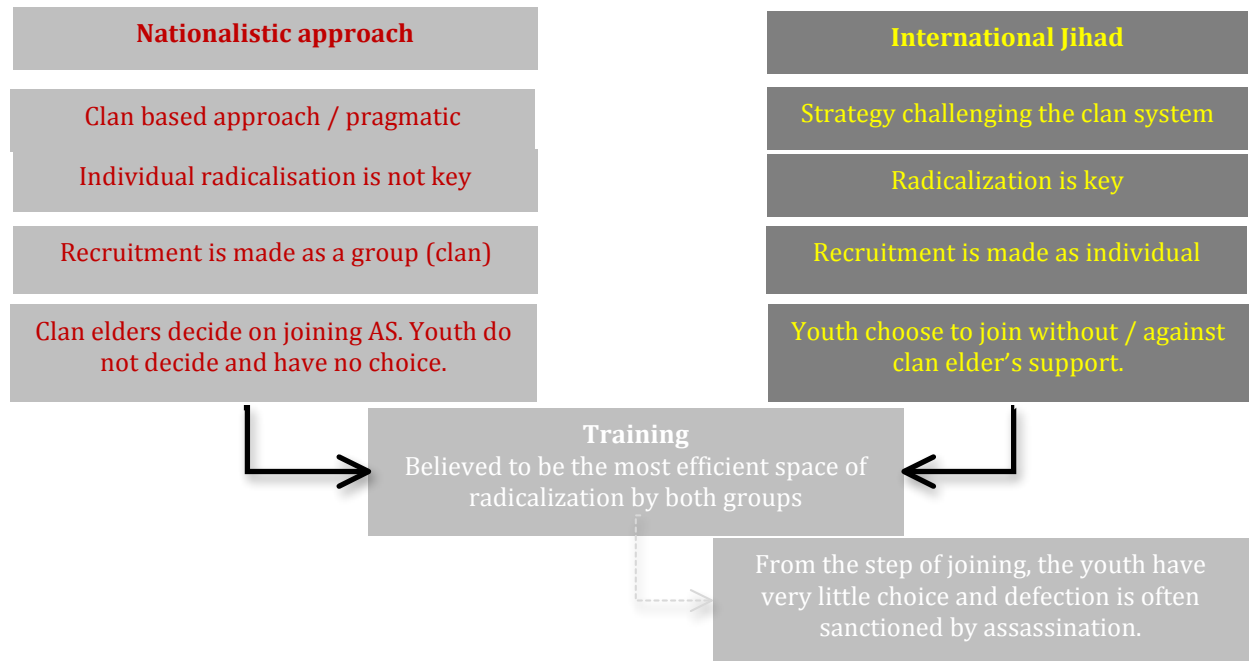 Nationalistic approach
Clan based approach / pragmatic
Individual radicalisation is not key
Recruitment is made as a group (clan)
Clan elders decide on joining AS. Youth do
not decide and have no choice.
International Jihad
Strategy challenging the clan system
Radicalization is key
Recruitment is made as individual
Youth choose to join without / against
clan elder’s support.
Training
Believed to be the most efficient space of
radicalization by both groups
From the step of joining, the youth have
very little choice and defection is often
sanctioned by assassination.